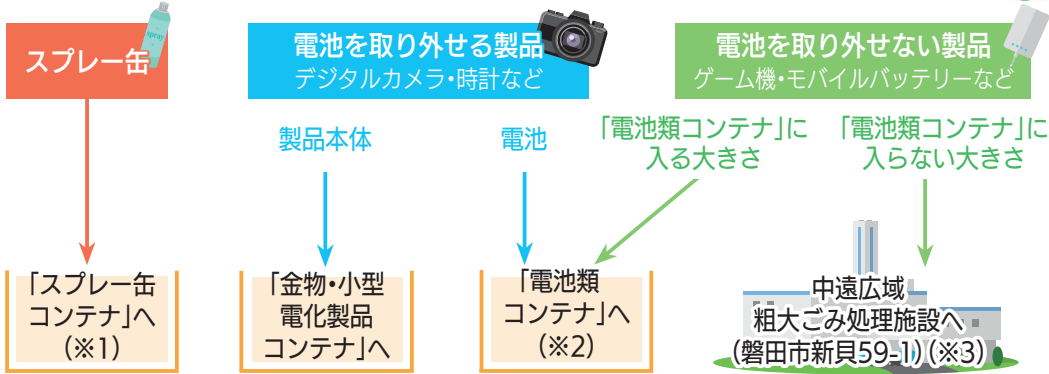 spray
スプレー缶
電池を取り外せる製品
デジタルカメラ・時計など
電池を取り外せない製品
ゲーム機・モバイルバッテリーなど
製品本体
電池
「電池類コンテナ」に
入る大きさ
「電池類コンテナ」に
入らない大きさ
「スプレー缶
コンテナ」へ
(※1)
「金物・小型
電化製品
コンテナ」へ
「電池類
コンテナ」へ
(※2)
中遠広域
粗大ごみ処理施設へ
(磐田市新貝59-1)(※3)